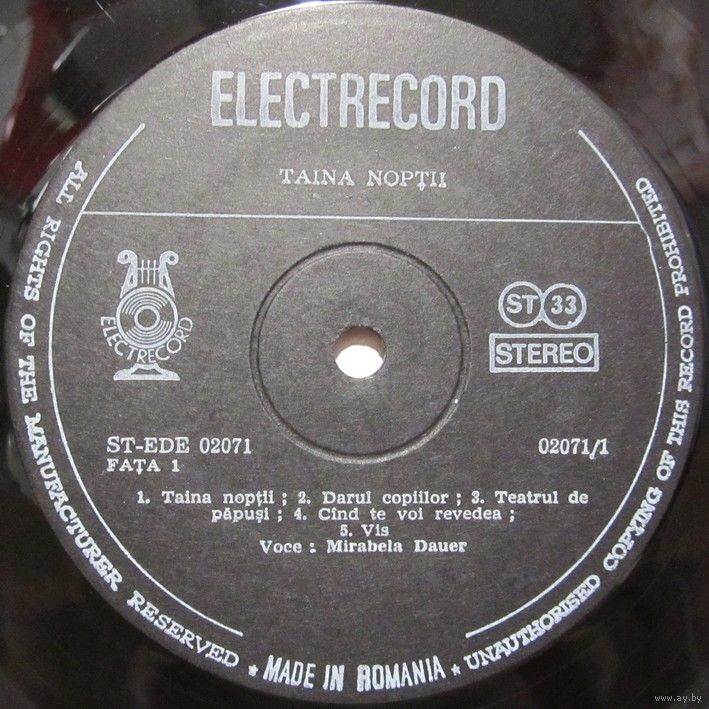 ELECTRECORD
TAINA NOPȚII
ELECTRECORD
ST 33
STEREO
ST-EDE 02071
02071/1
FAȚA 1
1. Taina nopții ; 2. Darul copiilor ; 3. Teatrul de
păpuși ; 4. Cînd te voi revedea ;
5. Vis
Voce : Mirabela Dauer
ALL RIGHTS OF THE MANUFACTURER RESERVED ★ MADE IN ROMANIA ★ UNAUTHORISED COPYING OF THIS RECORD PROHIBITED
www.ay.by